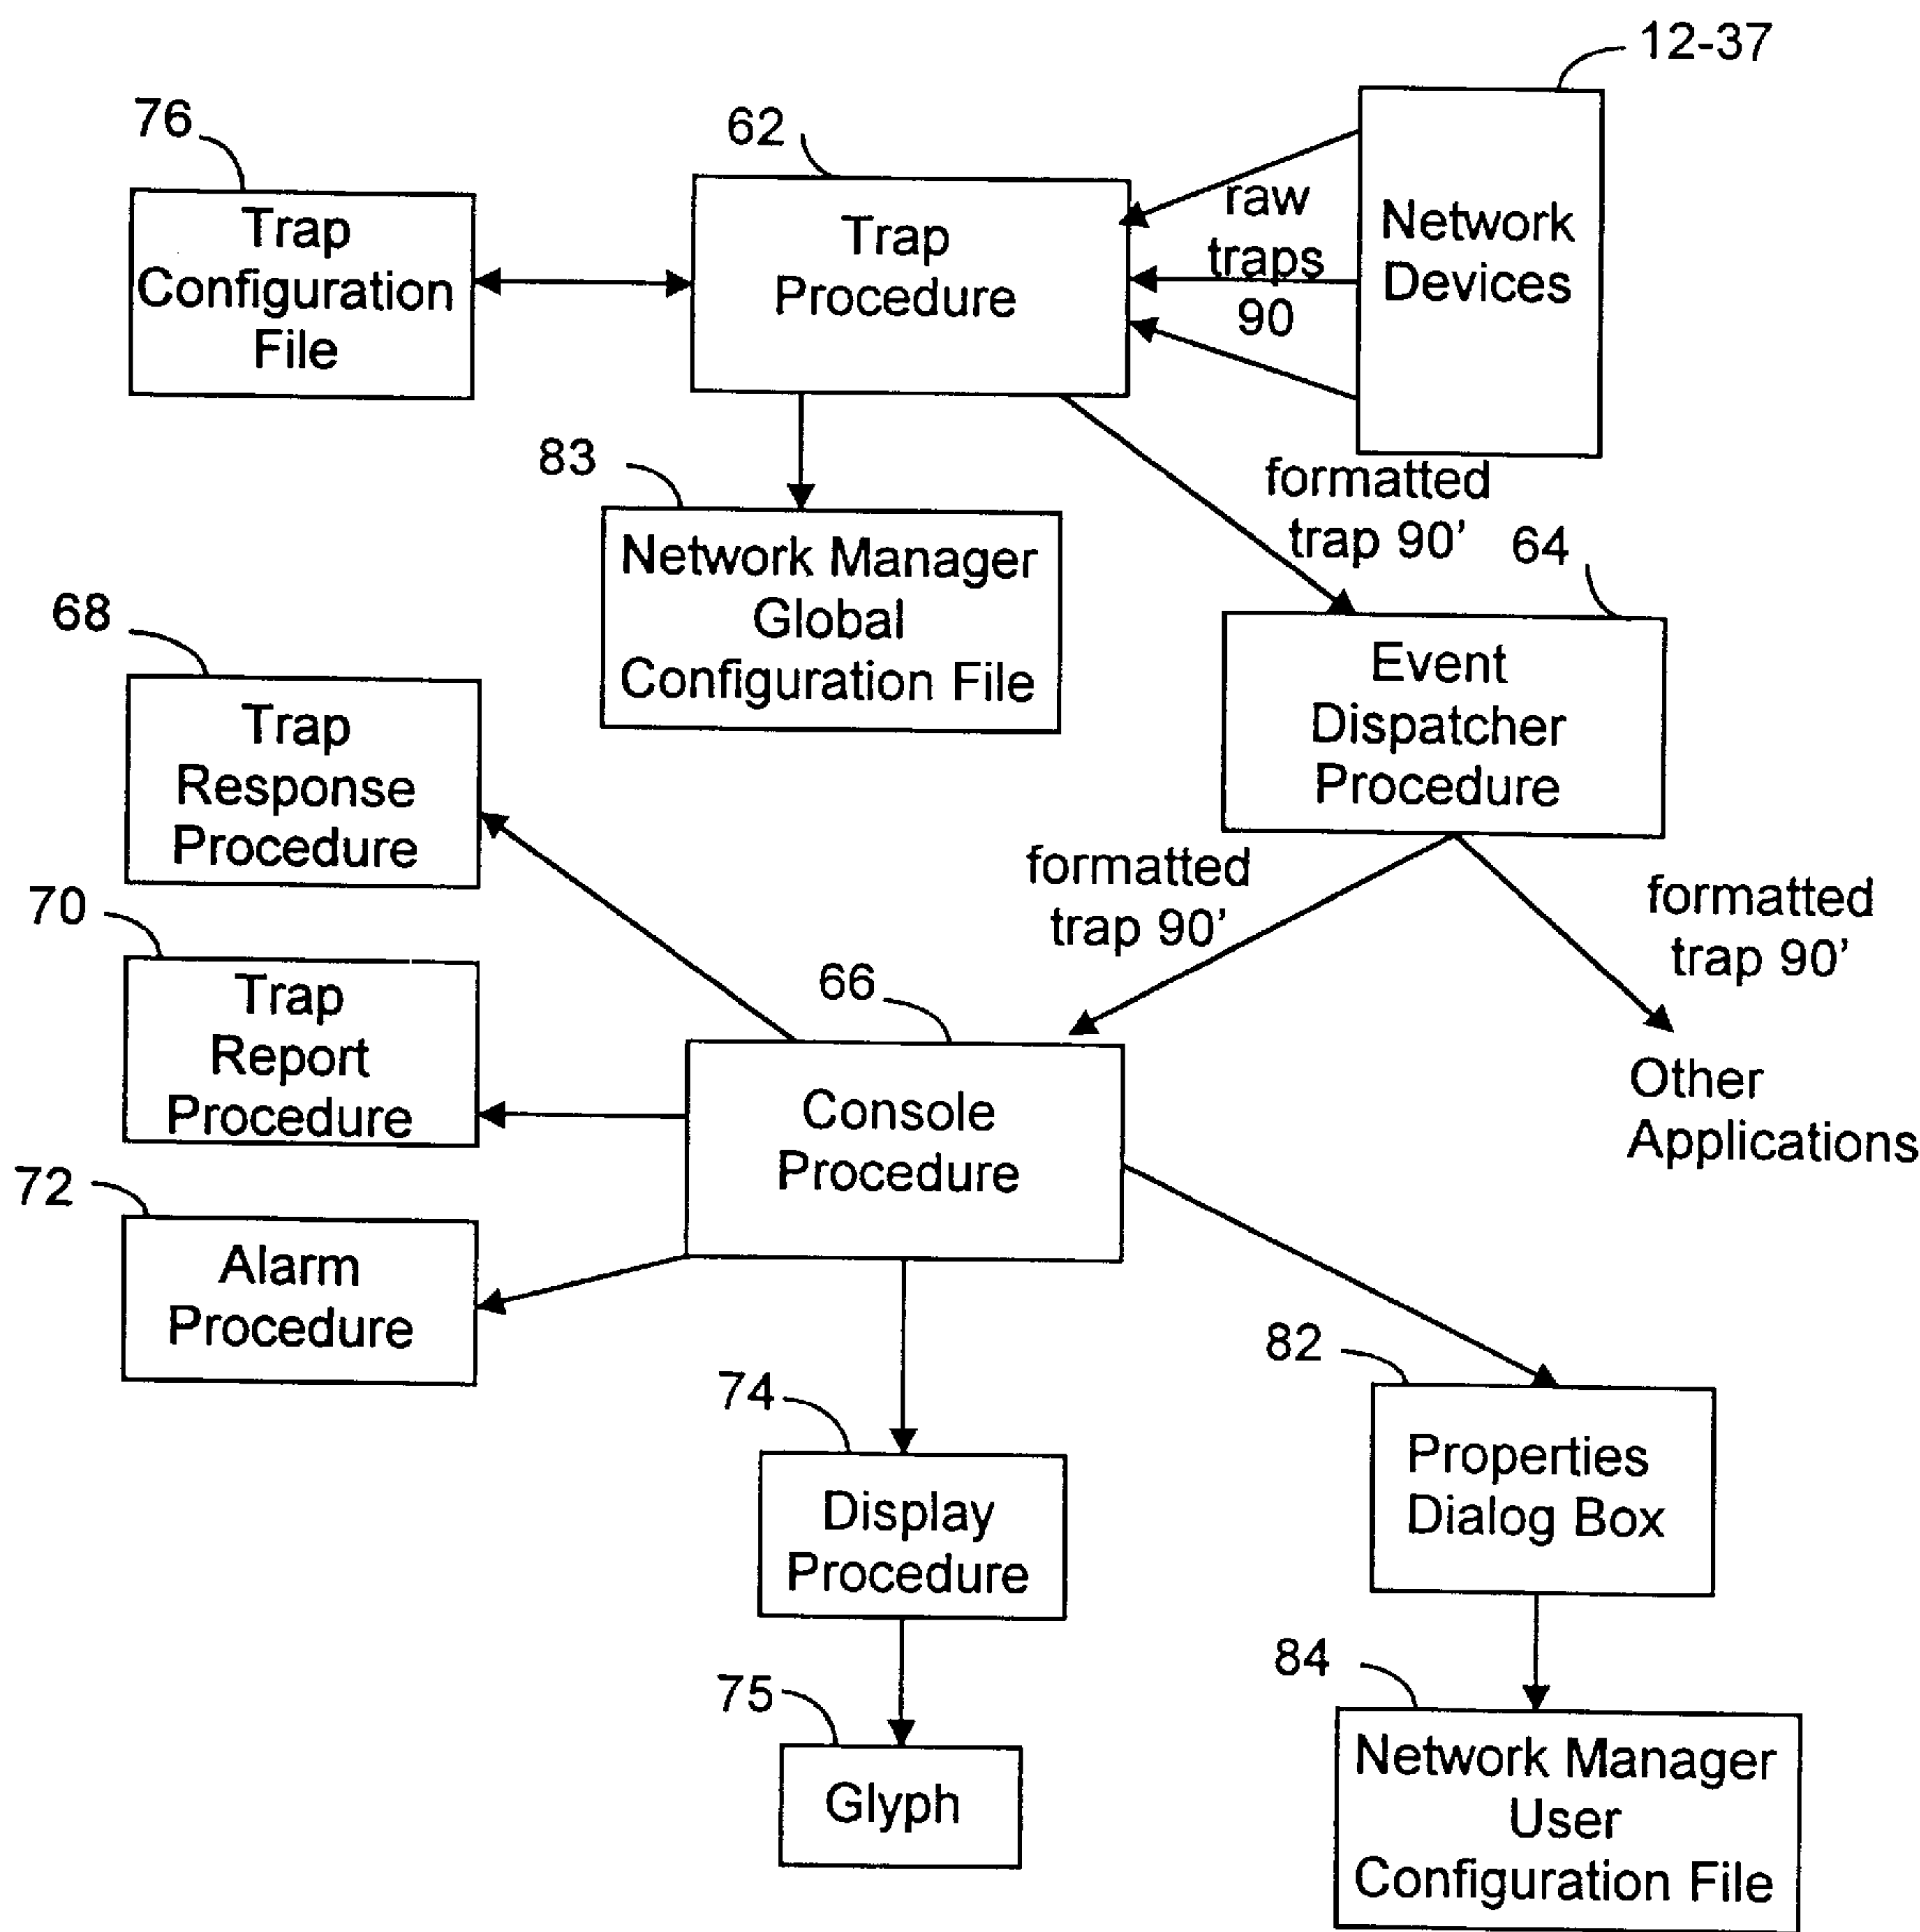 12-37
76
62
Trap
Configuration
File
Trap
Procedure
raw
traps
90
Network
Devices
83
formatted
trap 90’
64
Network Manager
Global
Configuration File
68
Trap
Response
Procedure
Event
Dispatcher
Procedure
formatted
trap 90’
formatted
trap 90’
70
Trap
Report
Procedure
66
Console
Procedure
Other
Applications
72
Alarm
Procedure
74
Display
Procedure
82
Properties
Dialog Box
75
Glyph
84
Network Manager
User
Configuration File